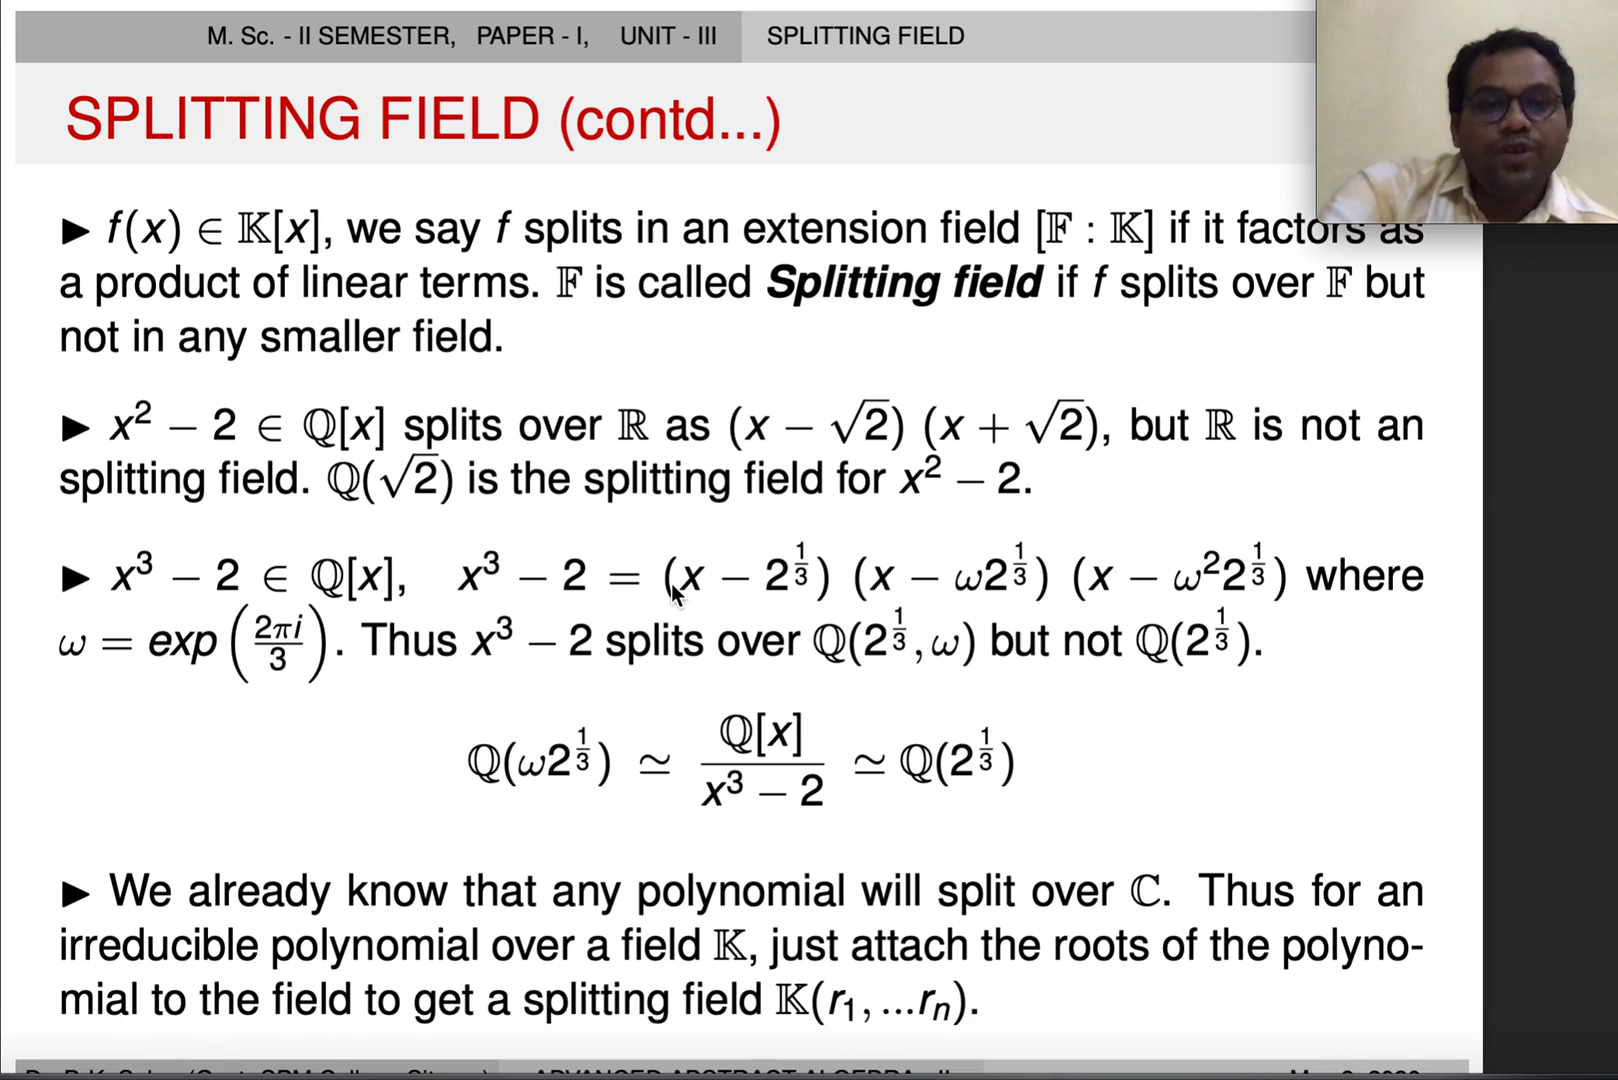 M. Sc. - II SEMESTER, PAPER - I, UNIT - III SPLITTING FIELD
SPLITTING FIELD (contd...)
▶ f(x) ∈ 𝕂[x], we say f splits in an extension field [𝔽 : 𝕂] if it factors as
a product of linear terms. 𝔽 is called Splitting field if f splits over 𝔽 but
not in any smaller field.
▶ x² − 2 ∈ ℚ[x] splits over ℝ as (x − √2) (x + √2), but ℝ is not an
splitting field. ℚ(√2) is the splitting field for x² − 2.
▶ x³ − 2 ∈ ℚ[x], x³ − 2 = (x − 2^{1/3}) (x − ω2^{1/3}) (x − ω²2^{1/3}) where
ω = exp(2πi/3). Thus x³ − 2 splits over ℚ(2^{1/3}, ω) but not ℚ(2^{1/3}).
ℚ(ω2^{1/3}) ≃ ℚ[x]/(x³ − 2) ≃ ℚ(2^{1/3})
▶ We already know that any polynomial will split over ℂ. Thus for an
irreducible polynomial over a field 𝕂, just attach the roots of the polyno-
mial to the field to get a splitting field 𝕂(r₁, ...rₙ).